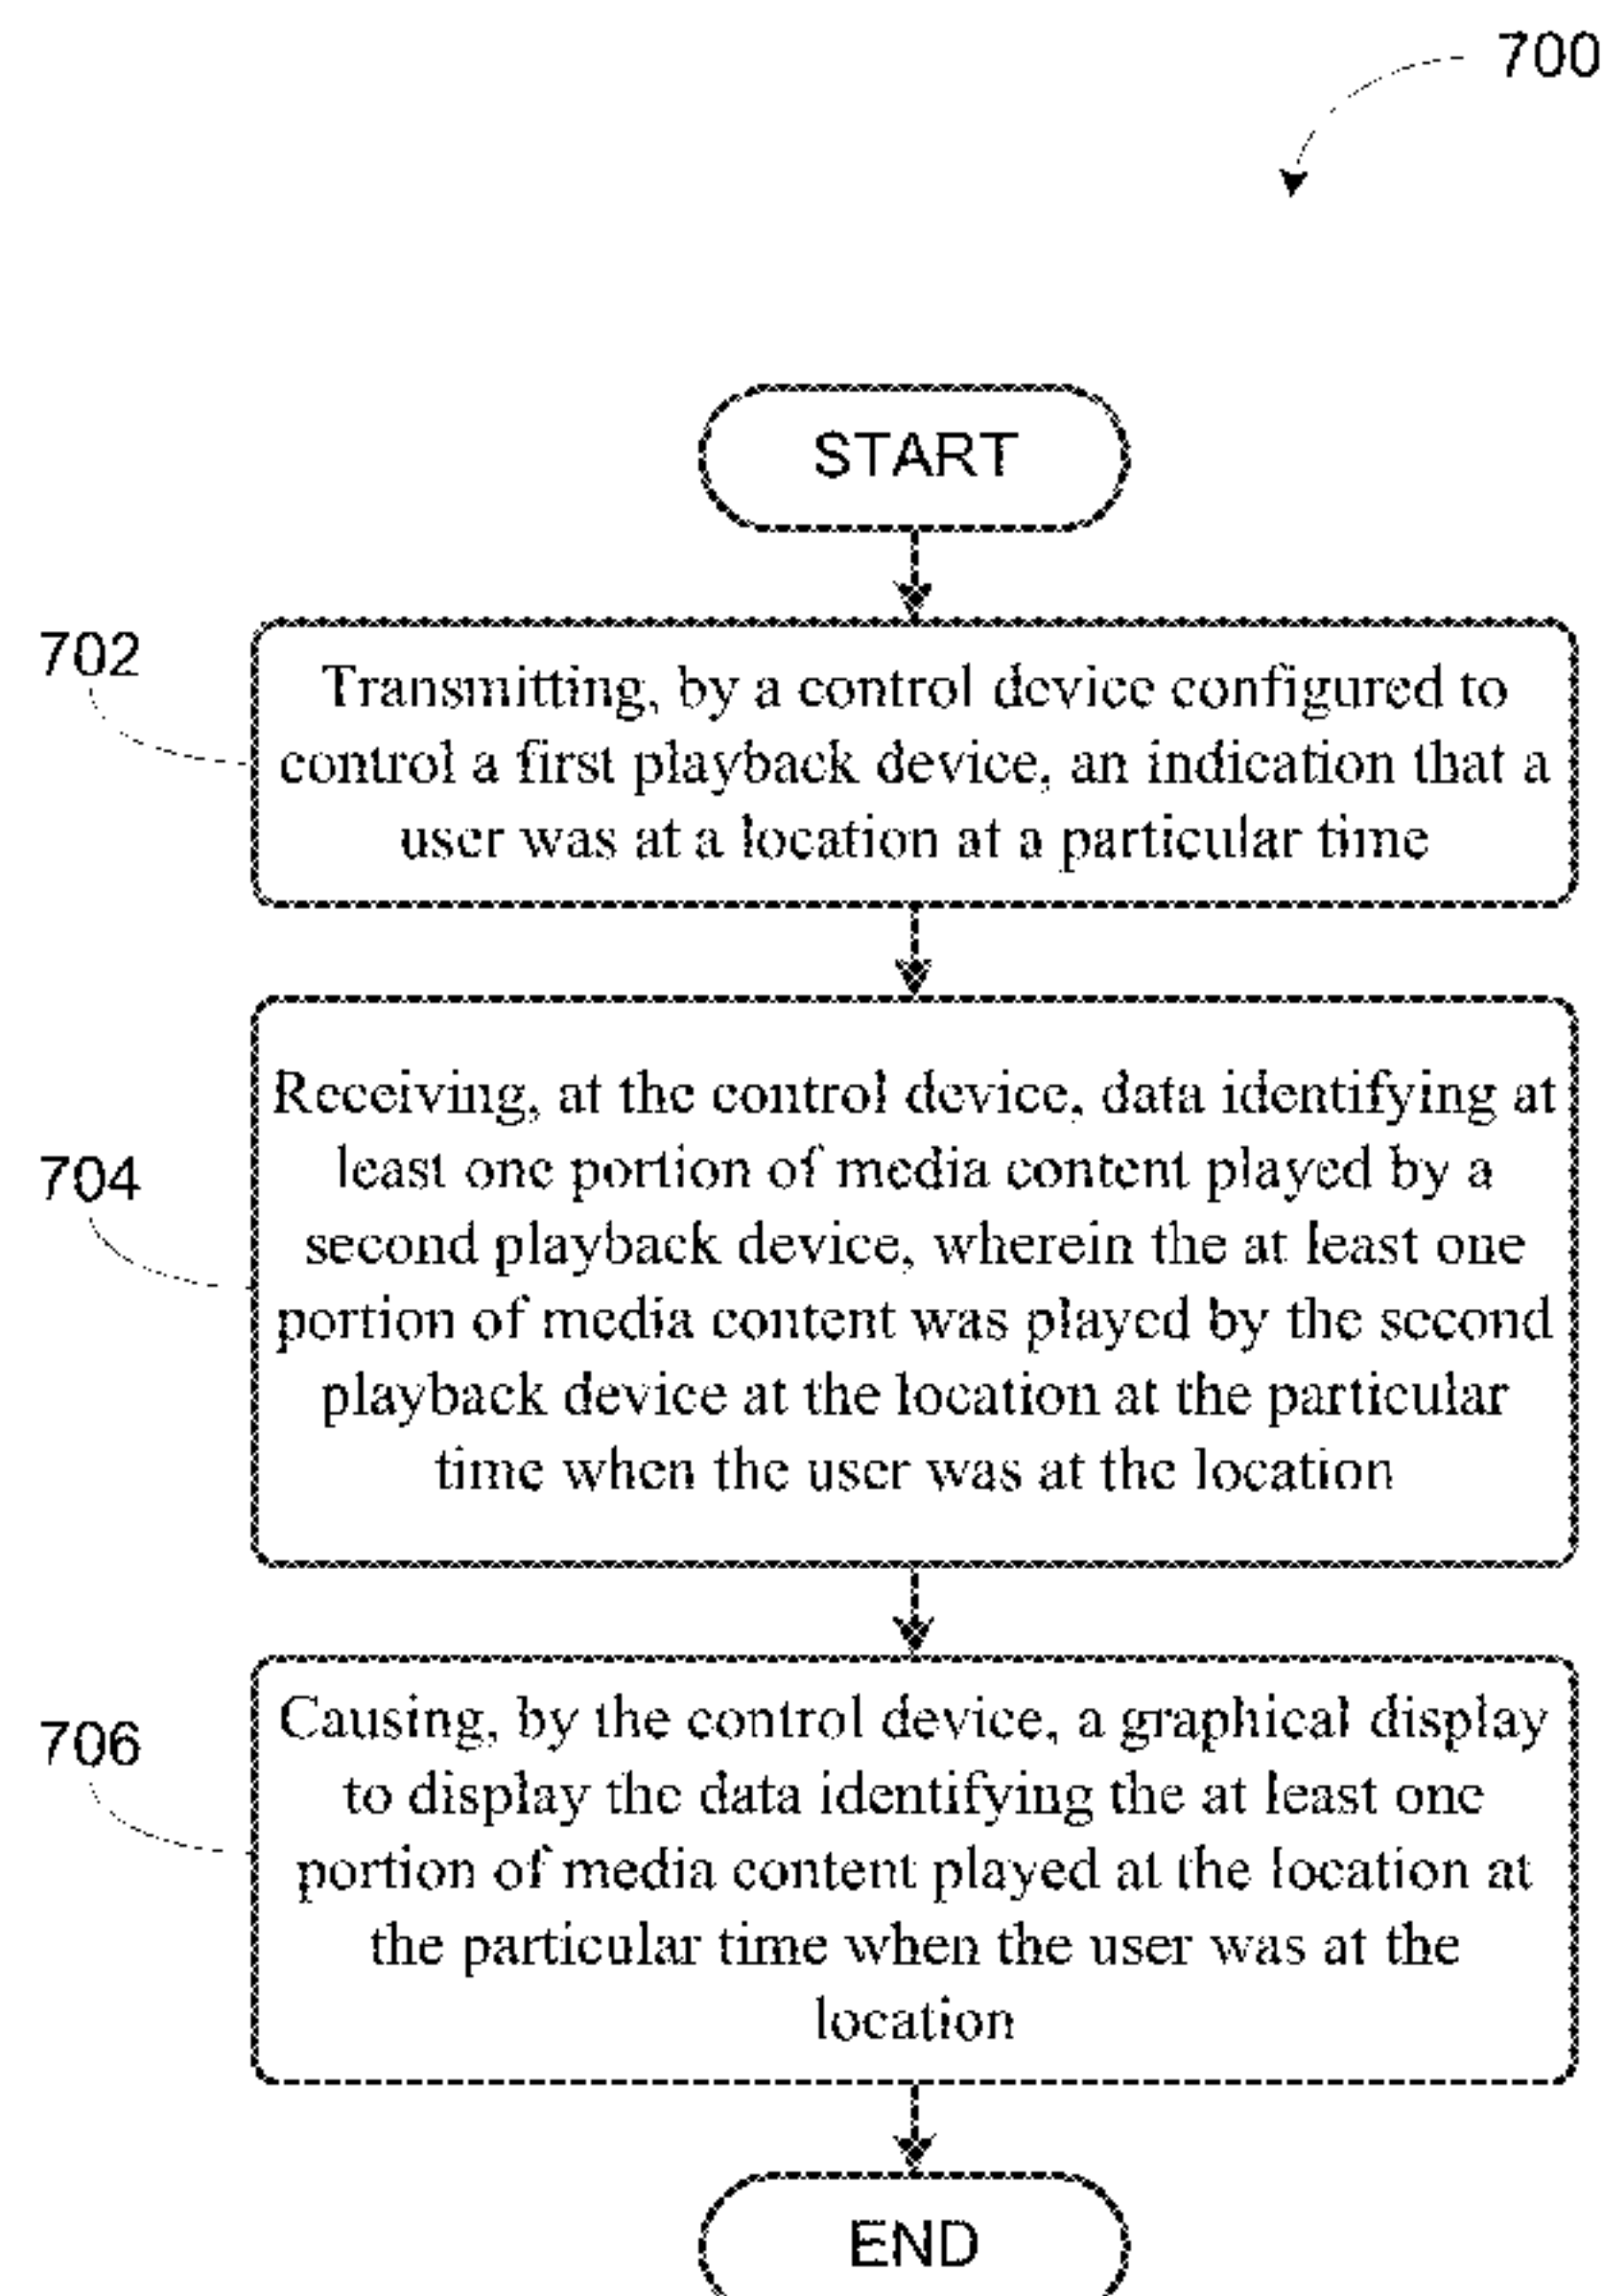 700
START
702
Transmitting, by a control device configured to
control a first playback device, an indication that a
user was at a location at a particular time
704
Receiving, at the control device, data identifying at
least one portion of media content played by a
second playback device, wherein the at least one
portion of media content was played by the second
playback device at the location at the particular
time when the user was at the location
706
Causing, by the control device, a graphical display
to display the data identifying the at least one
portion of media content played at the location at
the particular time when the user was at the
location
END